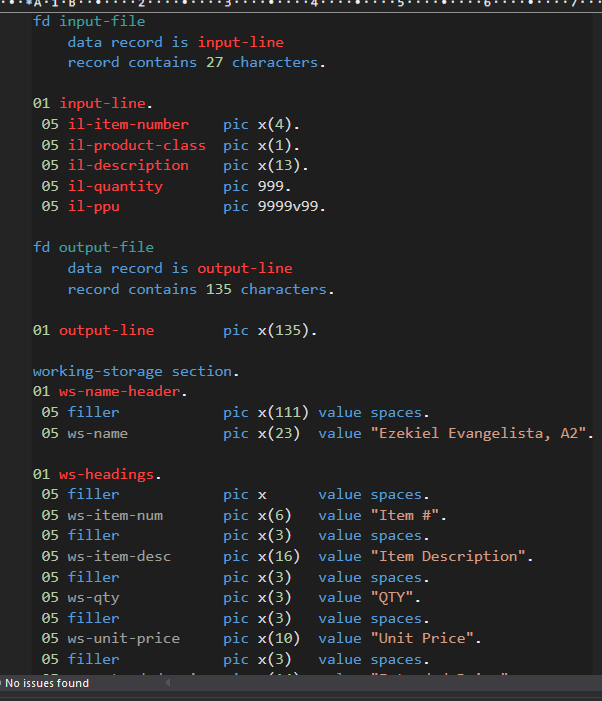 *A 1 B 2 3 4 5 6 7
fd input-file
data record is input-line
record contains 27 characters.
01 input-line.
05 il-item-number pic x(4).
05 il-product-class pic x(1).
05 il-description pic x(13).
05 il-quantity pic 999.
05 il-ppu pic 9999v99.
fd output-file
data record is output-line
record contains 135 characters.
01 output-line pic x(135).
working-storage section.
01 ws-name-header.
05 filler pic x(111) value spaces.
05 ws-name pic x(23) value "Ezekiel Evangelista, A2".
01 ws-headings.
05 filler pic x value spaces.
05 ws-item-num pic x(6) value "Item #".
05 filler pic x(3) value spaces.
05 ws-item-desc pic x(16) value "Item Description".
05 filler pic x(3) value spaces.
05 ws-qty pic x(3) value "QTY".
05 filler pic x(3) value spaces.
05 ws-unit-price pic x(10) value "Unit Price".
05 filler pic x(3) value spaces.
No issues found